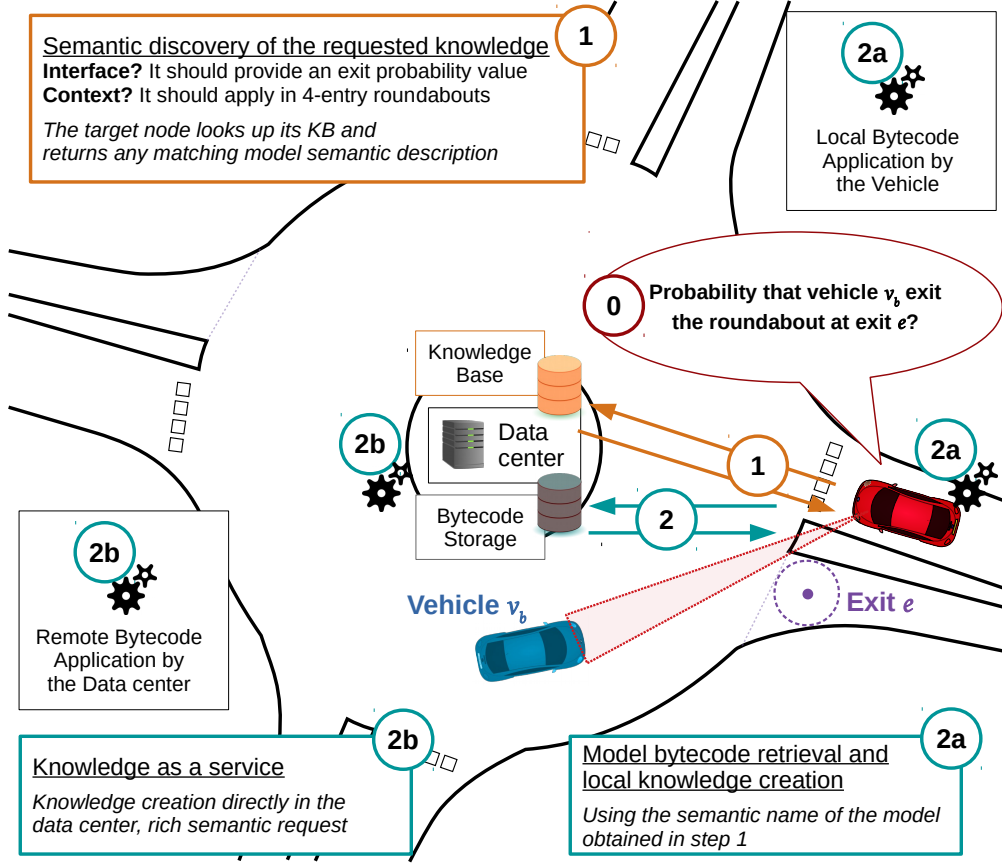 Semantic discovery of the requested knowledge
Interface? It should provide an exit probability value
Context? It should apply in 4-entry roundabouts
The target node looks up its KB and
returns any matching model semantic description
1
2a
Local Bytecode
Application by
the Vehicle
0
Probability that vehicle v_b exit
the roundabout at exit e?
Knowledge
Base
Data
center
Bytecode
Storage
2b
1
2
2a
2b
Remote Bytecode
Application by
the Data center
Vehicle v_b
Exit e
2b
Knowledge as a service
Knowledge creation directly in the
data center, rich semantic request
2a
Model bytecode retrieval and
local knowledge creation
Using the semantic name of the model
obtained in step 1